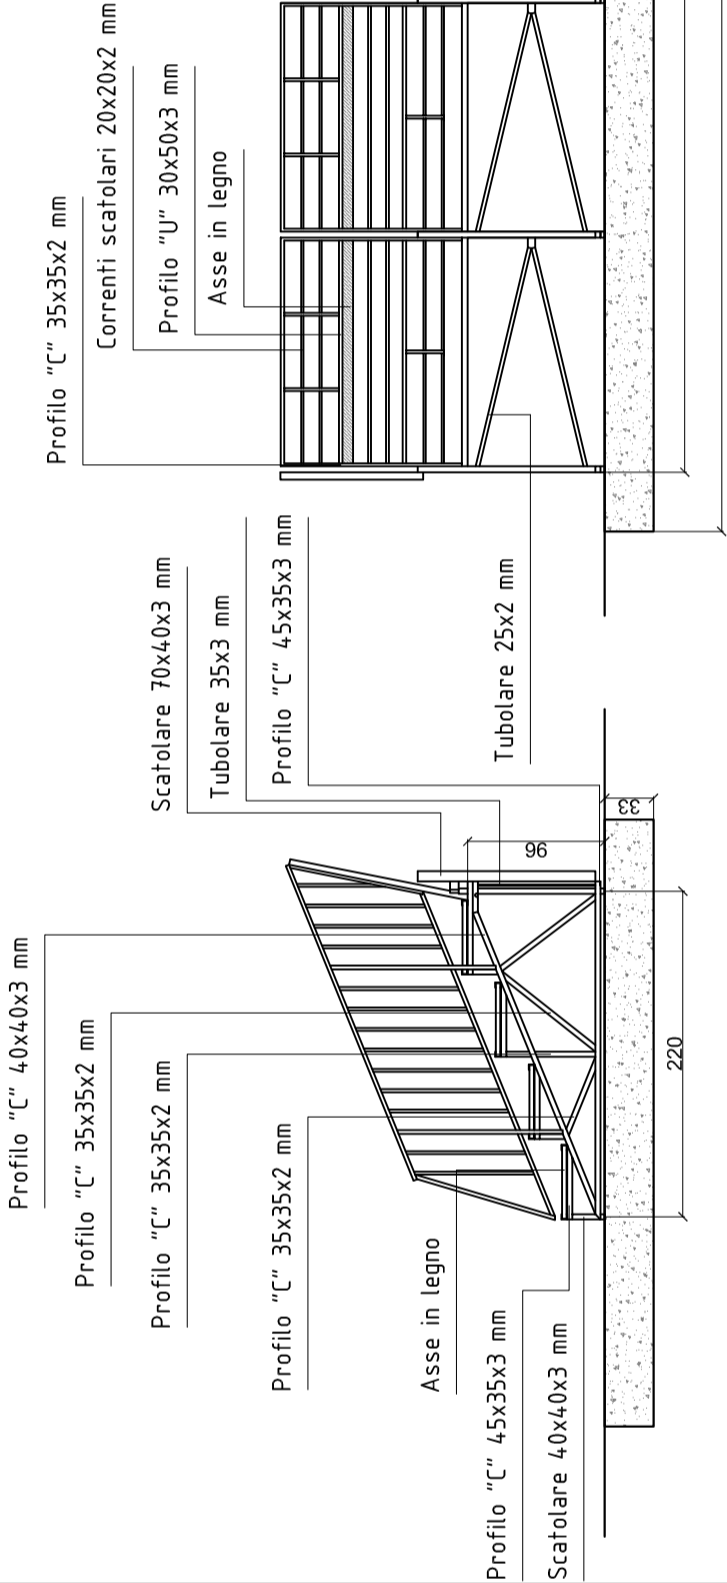 Profilo "C" 40x40x3 mm
Profilo "C" 35x35x2 mm
Profilo "C" 35x35x2 mm
Profilo "C" 35x35x2 mm
Asse in legno
Profilo "C" 45x35x3 mm
Scatolare 40x40x3 mm
Scatolare 70x40x3 mm
Tubolare 35x3 mm
Profilo "C" 45x35x3 mm
Tubolare 25x2 mm
96
33
220
Profilo "C" 35x35x2 mm
Correnti scatolari 20x20x2 mm
Profilo "U" 30x50x3 mm
Asse in legno